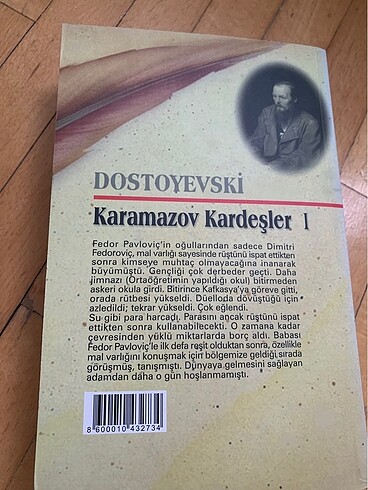 DOSTOYEVSKİ
Karamazov Kardeşler I
Fedor Pavloviç'in oğullarından sadece Dimitri
Fedoroviç, mal varlığı sayesinde rüştünü ispat ettikten
sonra kimseye muhtaç olmayacağına inanarak
büyümüştü. Gençliği çok derbeder geçti. Daha
jimnazı (Ortaöğretimin yapıldığı okul) bitirmeden
askeri okula girdi. Bitirince Kafkasya'ya göreve gitti,
orada rütbesi yükseldi. Düelloda dövüştüğü için
azledildi; tekrar yükseldi. Çok eğlendi.
Su gibi para harcadı. Parasını ancak rüştünü ispat
ettikten sonra kullanabilecekti. O zamana kadar
çevresinden yüklü miktarlarda borç aldı. Babası
Fedor Pavloviç'le ilk defa reşit olduktan sonra, özellikle
mal varlığını konuşmak için bölgemize geldiği sırada
görüşmüş, tanışmıştı. Dünyaya gelmesini sağlayan
adamdan daha o gün hoşlanmamıştı.
8 600010 432734